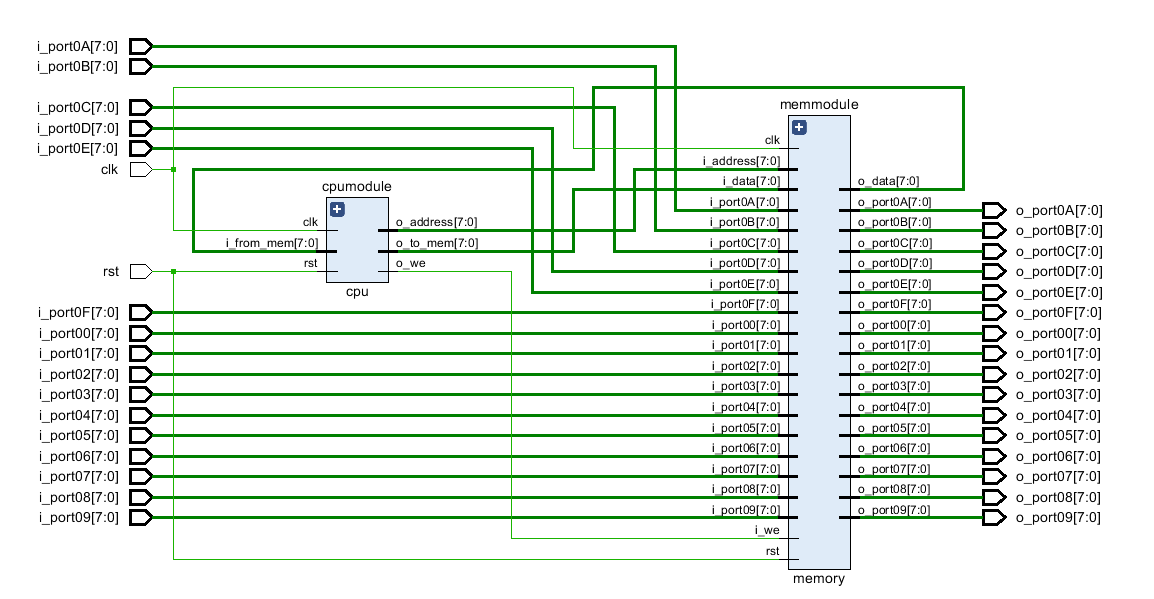 i_port0A[7:0]
i_port0B[7:0]
i_port0C[7:0]
i_port0D[7:0]
i_port0E[7:0]
clk
rst
i_port0F[7:0]
i_port00[7:0]
i_port01[7:0]
i_port02[7:0]
i_port03[7:0]
i_port04[7:0]
i_port05[7:0]
i_port06[7:0]
i_port07[7:0]
i_port08[7:0]
i_port09[7:0]
cpumodule
clk
i_from_mem[7:0]
rst
o_address[7:0]
o_to_mem[7:0]
o_we
cpu
memmodule
clk
i_address[7:0]
i_data[7:0]
i_port0A[7:0]
i_port0B[7:0]
i_port0C[7:0]
i_port0D[7:0]
i_port0E[7:0]
i_port0F[7:0]
i_port00[7:0]
i_port01[7:0]
i_port02[7:0]
i_port03[7:0]
i_port04[7:0]
i_port05[7:0]
i_port06[7:0]
i_port07[7:0]
i_port08[7:0]
i_port09[7:0]
i_we
rst
o_data[7:0]
o_port0A[7:0]
o_port0B[7:0]
o_port0C[7:0]
o_port0D[7:0]
o_port0E[7:0]
o_port0F[7:0]
o_port00[7:0]
o_port01[7:0]
o_port02[7:0]
o_port03[7:0]
o_port04[7:0]
o_port05[7:0]
o_port06[7:0]
o_port07[7:0]
o_port08[7:0]
o_port09[7:0]
memory
o_port0A[7:0]
o_port0B[7:0]
o_port0C[7:0]
o_port0D[7:0]
o_port0E[7:0]
o_port0F[7:0]
o_port00[7:0]
o_port01[7:0]
o_port02[7:0]
o_port03[7:0]
o_port04[7:0]
o_port05[7:0]
o_port06[7:0]
o_port07[7:0]
o_port08[7:0]
o_port09[7:0]